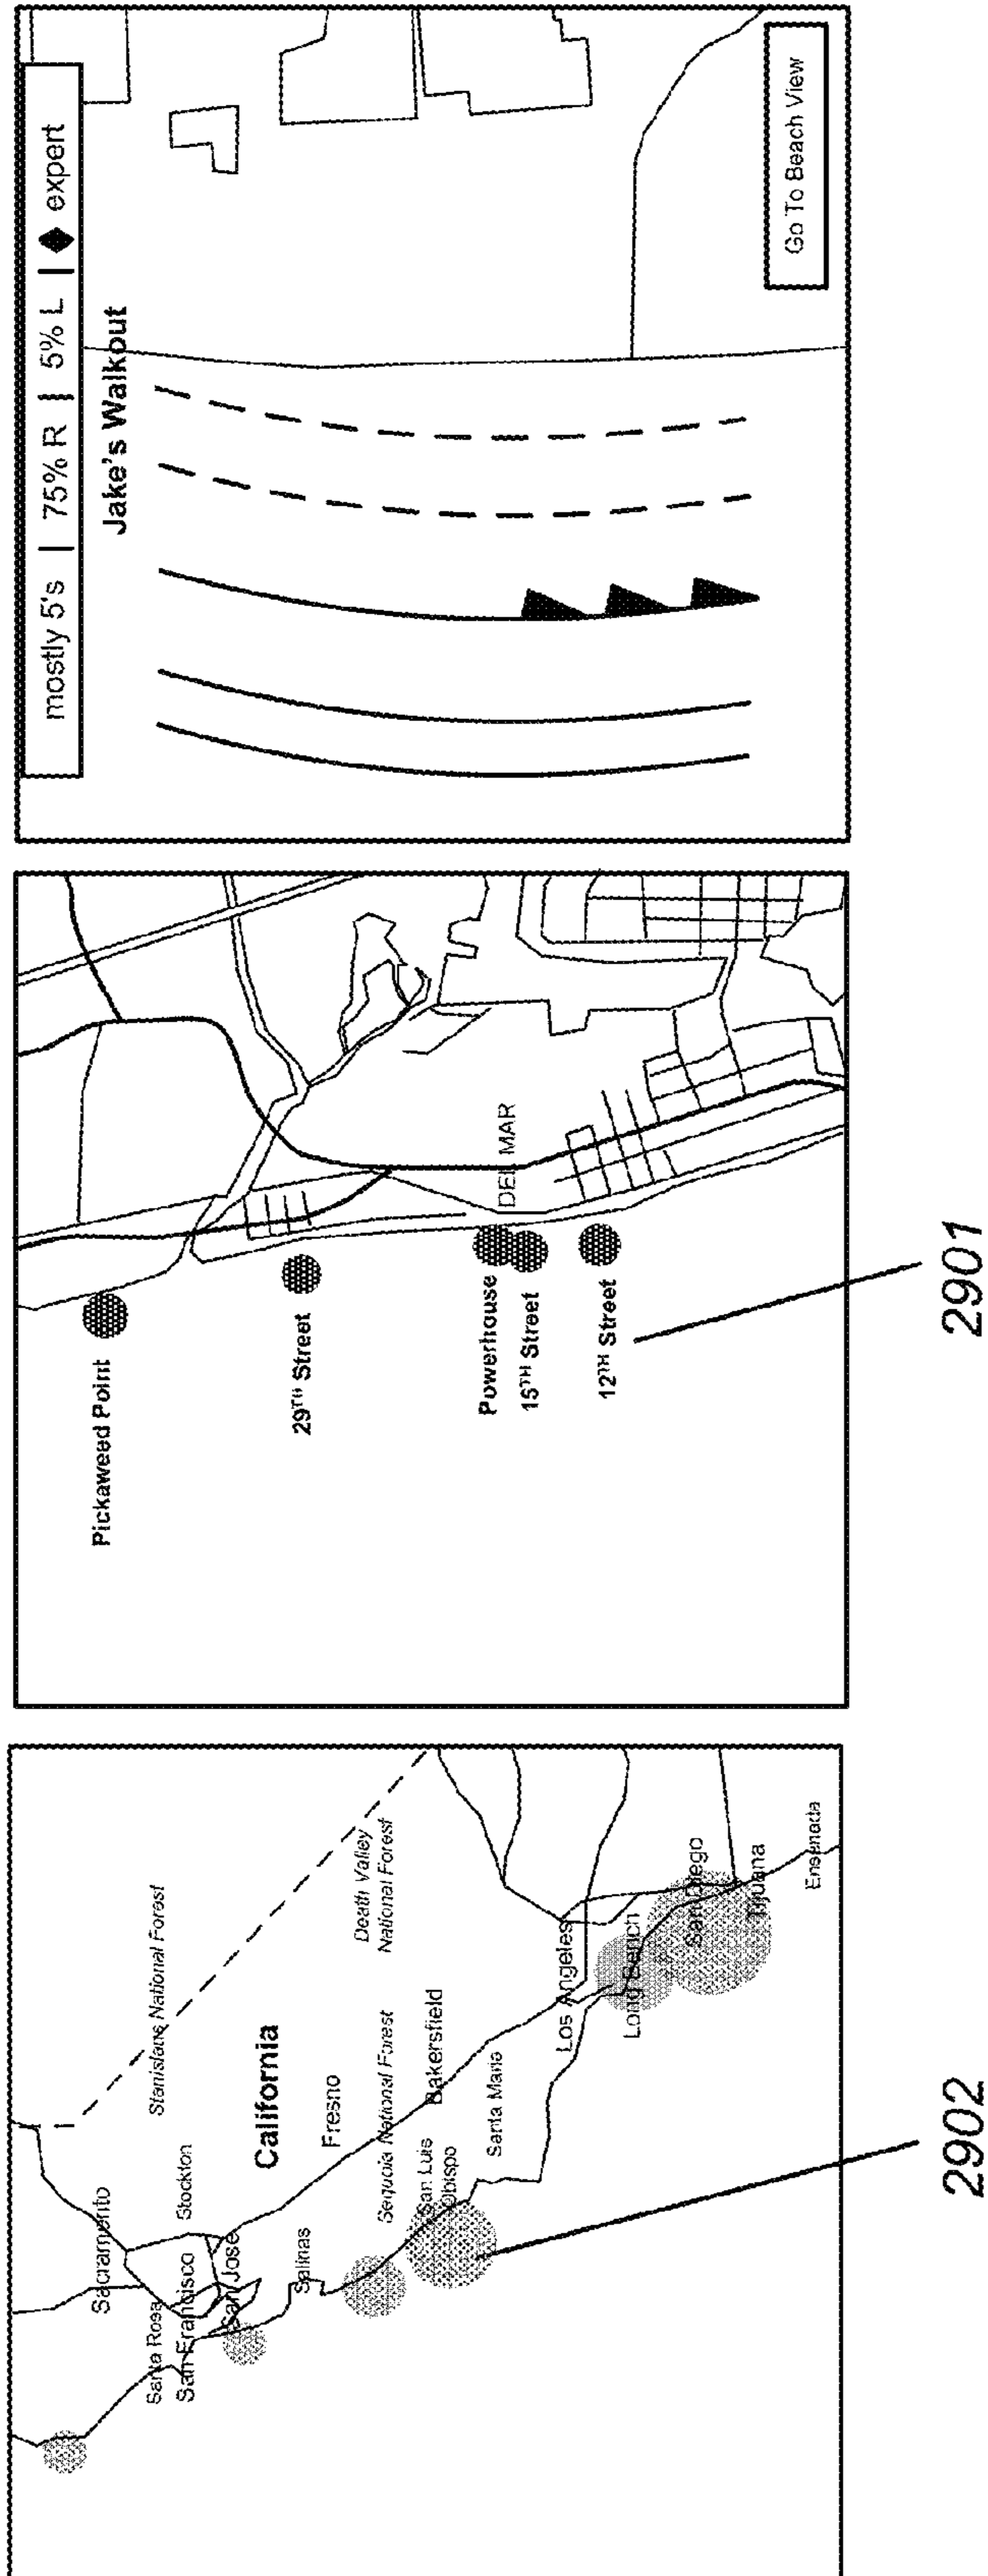 mostly 5's | 75% R | 5% L | ◆ expert
Jake's Walkout
Go To Beach View
Pickaweed Point
29TH Street
Powerhouse
15TH Street
12TH Street
DEL MAR
2901
Sacramento
Santa Rosa
Stockton
San Francisco
San Jose
Stanislaus National Forest
California
Fresno
Salinas
Death Valley
National Forest
Sequoia National Forest
Bakersfield
San Luis
Obispo
Santa Maria
Los Angeles
Long Beach
San Diego
Tijuana
Ensenada
2902